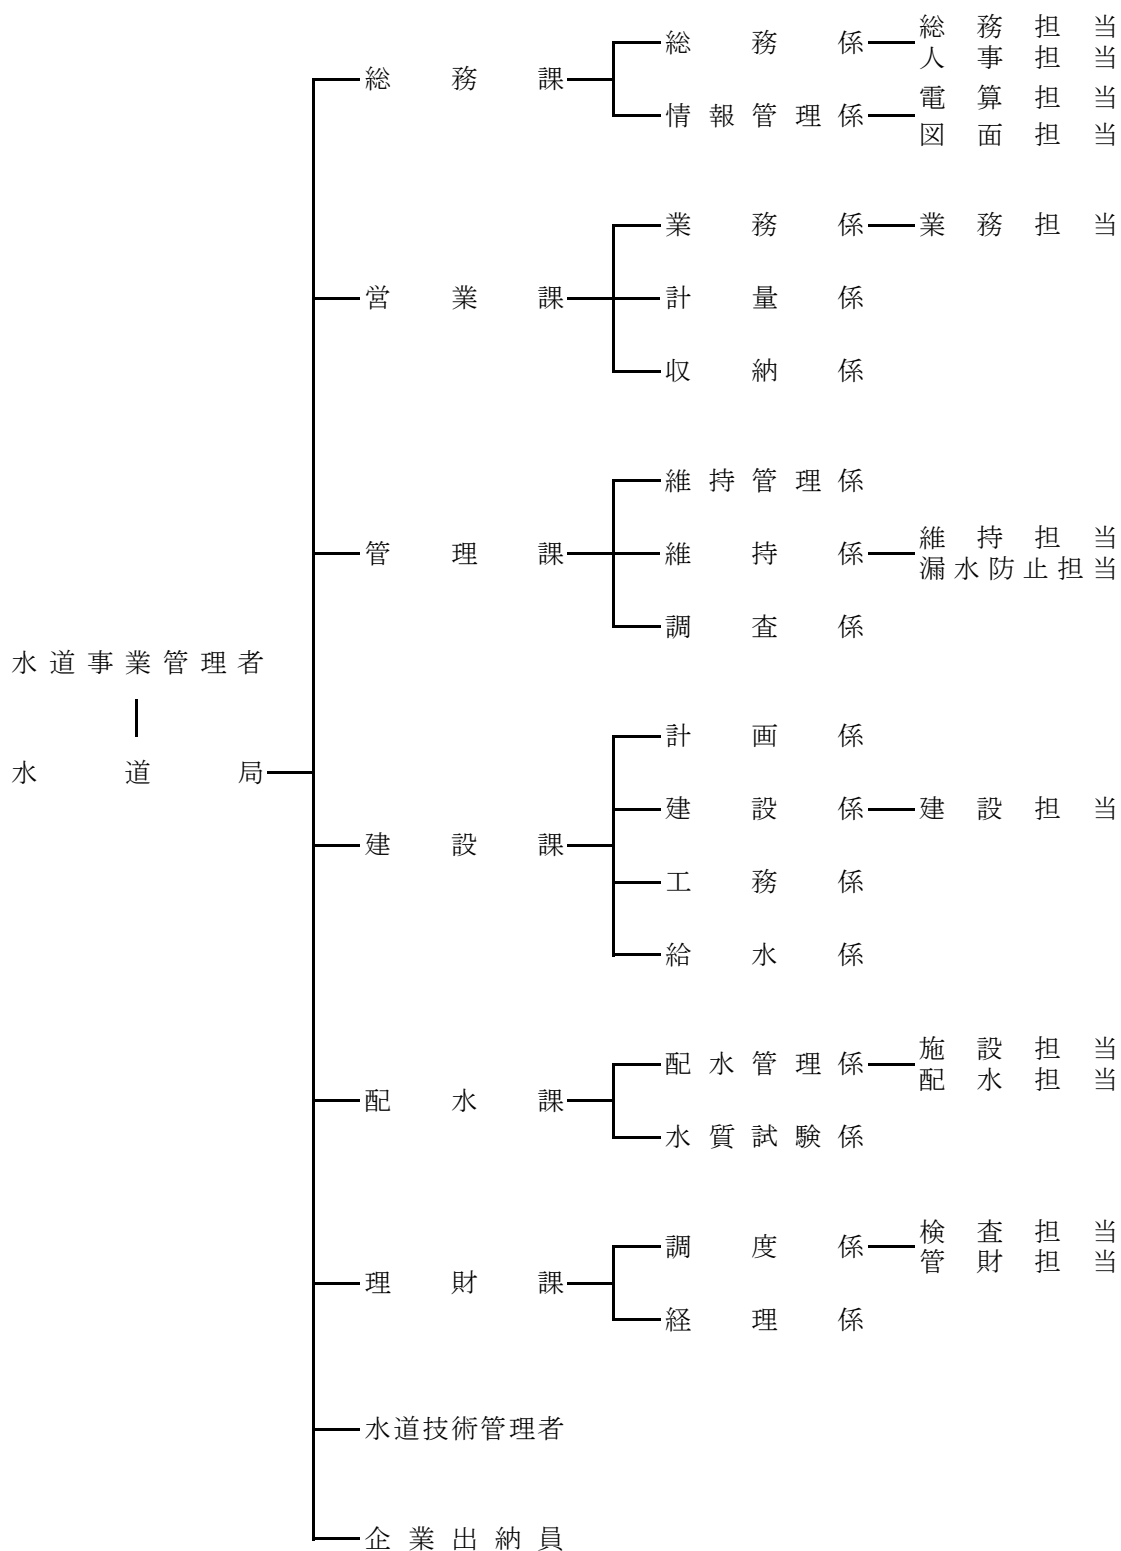 総務担当
総務係
人事担当
総務課
電算担当
情報管理係
図面担当
業務係
業務担当
営業課
計量係
収納係
維持管理係
維持担当
管理課
維持係
漏水防止担当
調査係
水道事業管理者
計画係
水道局
建設係
建設担当
建設課
工務係
給水係
施設担当
配水管理係
配水担当
配水課
水質試験係
検査担当
調度係
管財担当
理財課
経理係
水道技術管理者
企業出納員